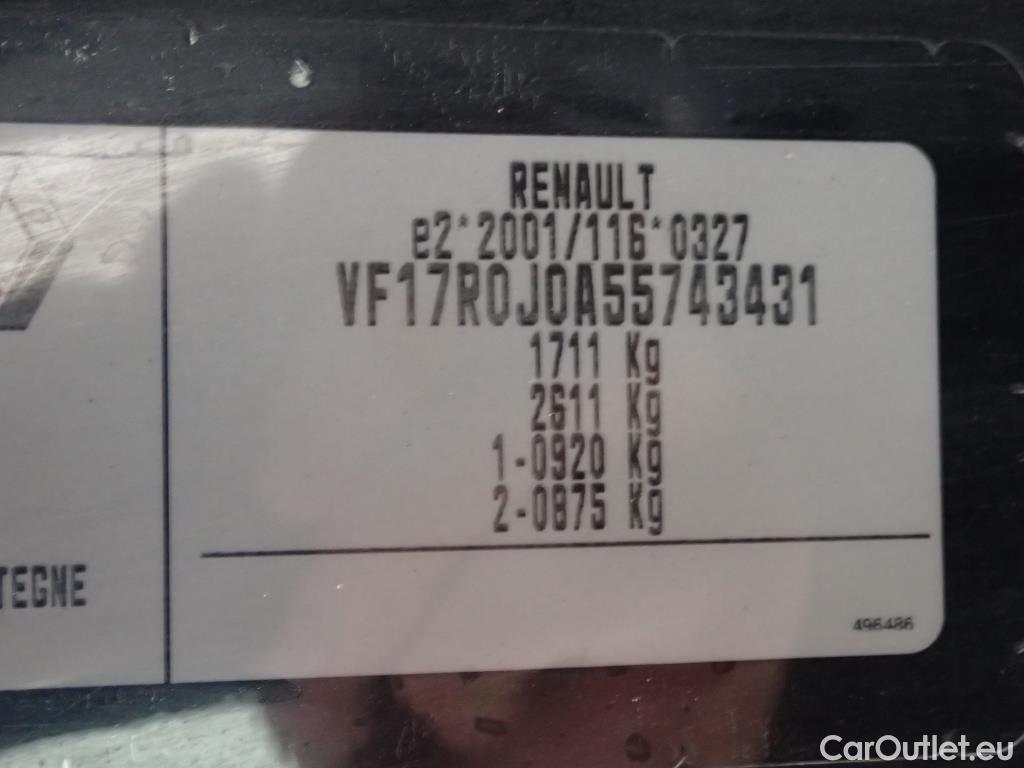 RENAULT
e2*2001/116*0327
VF17R0J0A55743431
1711 Kg
2611 Kg
1-0920 Kg
2-0875 Kg
TEGNE
496486
CarOutlet.eu